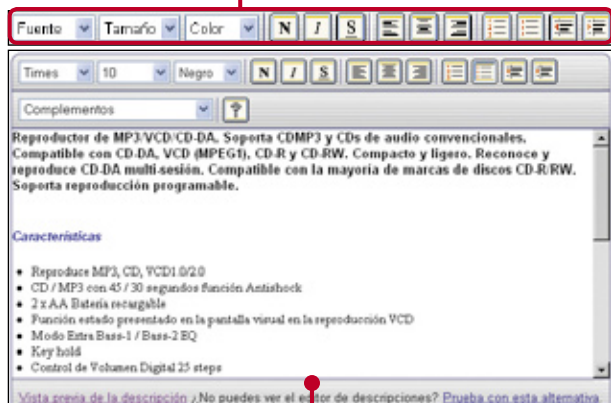 Fuente Tamaño Color N I S
Times 10 Negro N I S
Complementos ?
Reproductor de MP3/VCD/CD-DA. Soporta CDMP3 y CDs de audio convencionales.
Compatible con CD-DA, VCD (MPEG1), CD-R y CD-RW. Compacto y ligero. Reconoce y
reproduce CD-DA multi-sesión. Compatible con la mayoría de marcas de discos CD-R/RW.
Soporta reproducción programable.
Características
• Reproduce MP3, CD, VCD1.0/2.0
• CD / MP3 con 45 / 30 segundos función Antishock
• 2 x AA Batería recargable
• Función estado presentado en la pantalla visual en la reproducción VCD
• Modo Extra Bass-1 / Bass-2 EQ
• Key hold
• Control de Volumen Digital 25 steps
Vista previa de la descripción ¿No puedes ver el editor de descripciones? Prueba con esta alternativa